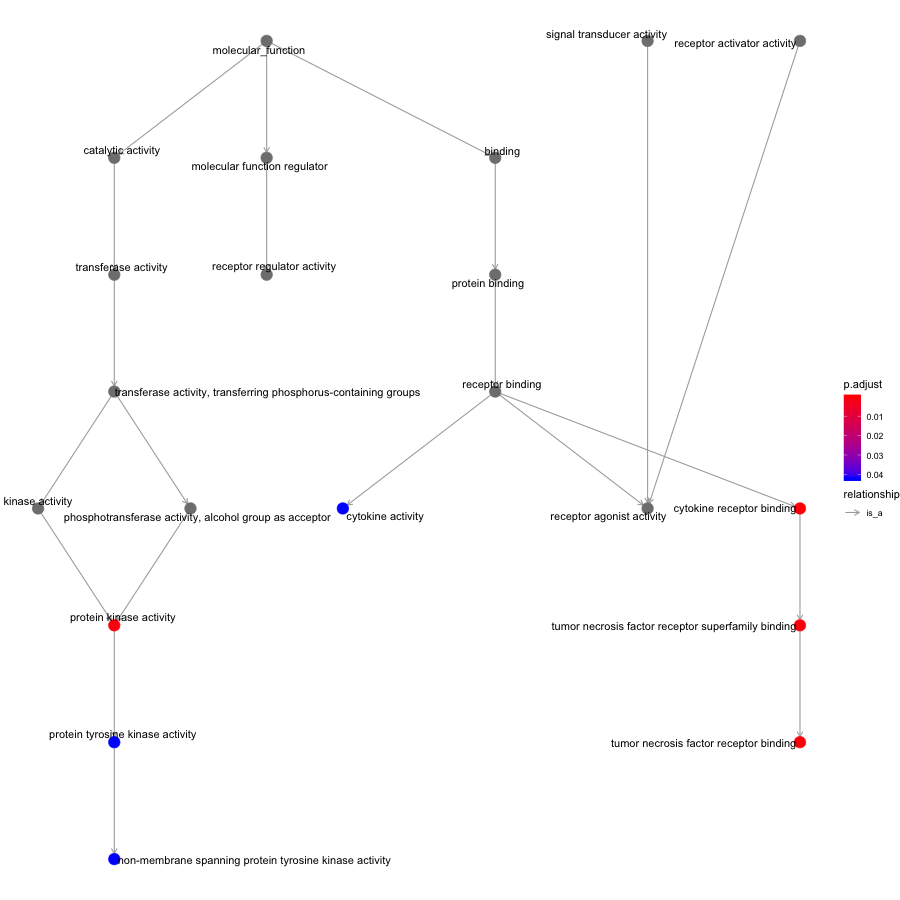 signal transducer activity
receptor activator activity
molecular_function
catalytic activity
molecular function regulator
binding
transferase activity
receptor regulator activity
protein binding
transferase activity, transferring phosphorus-containing groups
receptor binding
p.adjust
0.01
0.02
0.03
0.04
relationship
is_a
kinase activity
phosphotransferase activity, alcohol group as acceptor
cytokine activity
receptor agonist activity
cytokine receptor binding
protein kinase activity
tumor necrosis factor receptor superfamily binding
protein tyrosine kinase activity
tumor necrosis factor receptor binding
non-membrane spanning protein tyrosine kinase activity